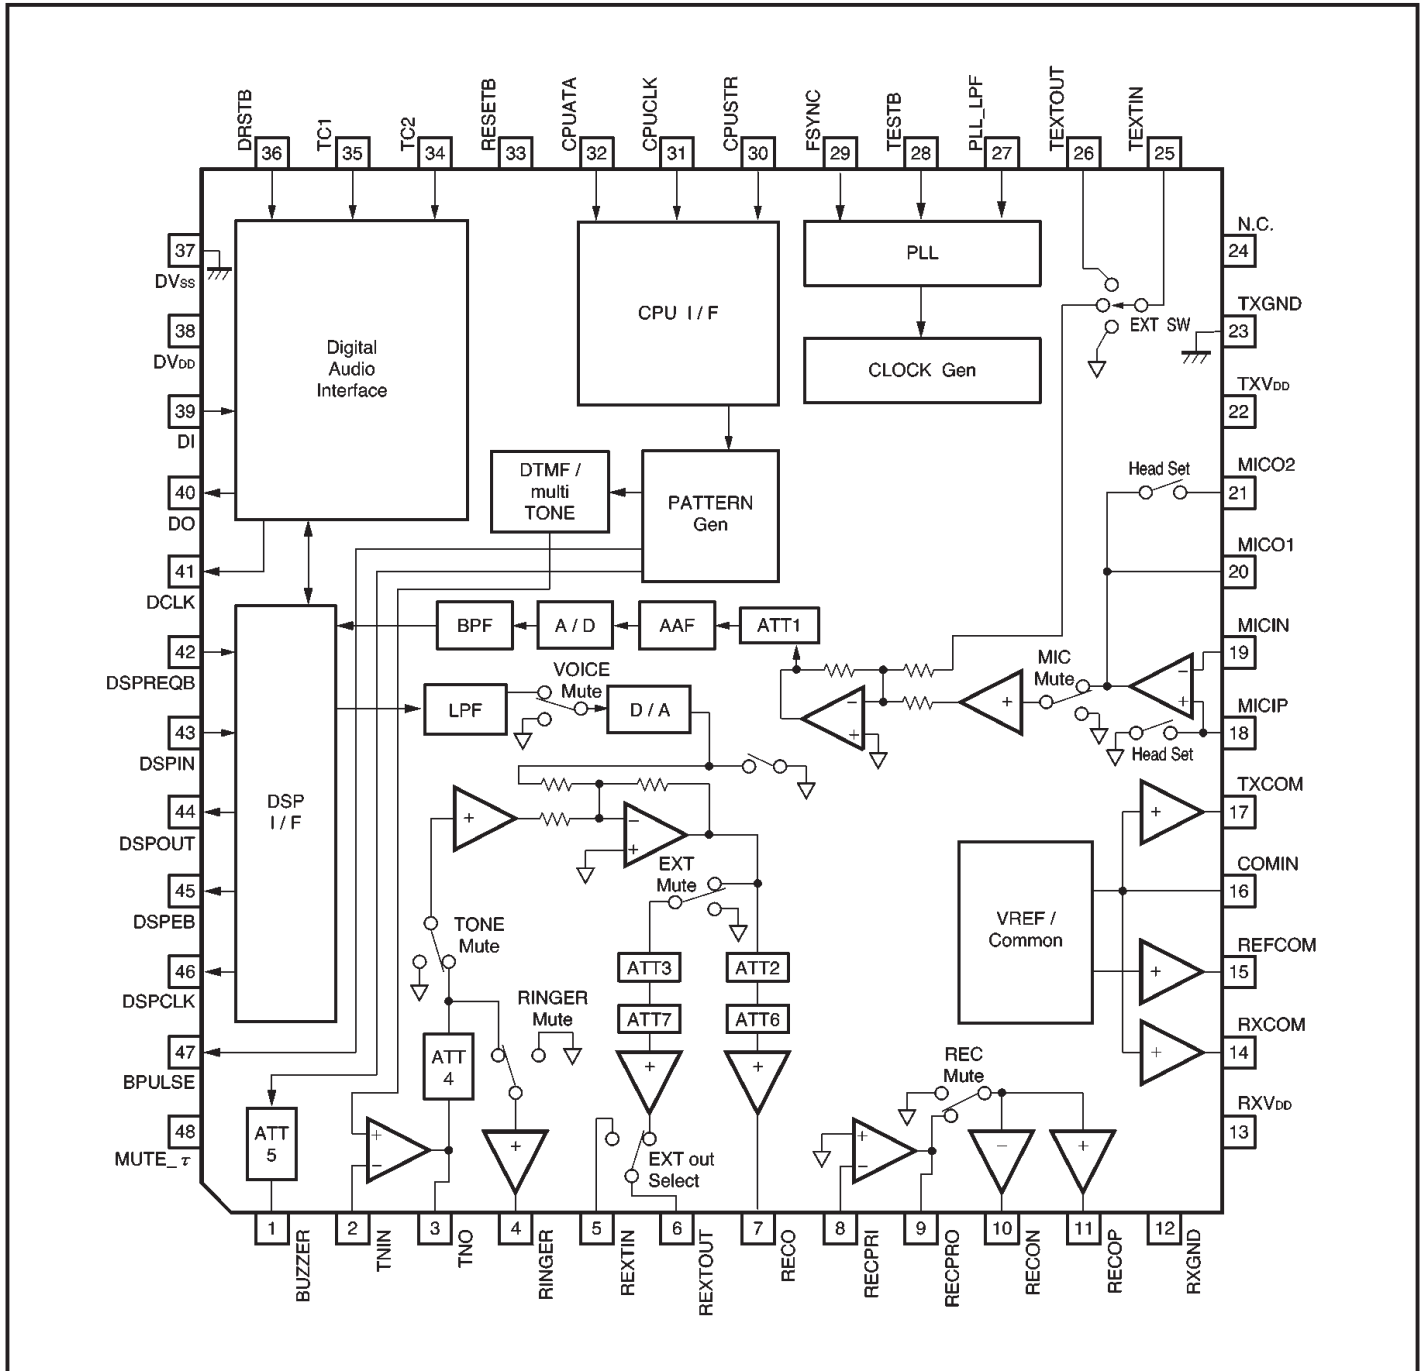 DRSTB
TC1
TC2
RESETB
CPUATA
CPUCLK
CPUSTR
FSYNC
TESTB
PLL_LPF
TEXTOUT
TEXTIN
36
35
34
33
32
31
30
29
28
27
26
25
37
DVSS
38
DVDD
39
DI
40
DO
41
DCLK
42
DSPREQB
43
DSPIN
44
DSPOUT
45
DSPEB
46
DSPCLK
47
BPULSE
48
MUTE_ τ
Digital
Audio
Interface
CPU I / F
PLL
CLOCK Gen
EXT SW
DTMF /
multi
TONE
PATTERN
Gen
Head Set
BPF
A / D
AAF
ATT1
VOICE
Mute
LPF
D / A
MIC
Mute
+
−
+
−
+
Head Set
DSP
I / F
+
−
+
EXT
Mute
TONE
Mute
ATT3
ATT2
RINGER
Mute
ATT7
ATT6
ATT
4
+
+
VREF /
Common
+
+
+
REC
Mute
ATT
5
+
−
+
EXT out
Select
+
−
−
+
N.C.
24
TXGND
23
TXVDD
22
MICO2
21
MICO1
20
MICIN
19
MICIP
18
TXCOM
17
COMIN
16
REFCOM
15
RXCOM
14
RXVDD
13
1
2
3
4
5
6
7
8
9
10
11
12
BUZZER
TNIN
TNO
RINGER
REXTIN
REXTOUT
RECO
RECPRI
RECPRO
RECON
RECOP
RXGND